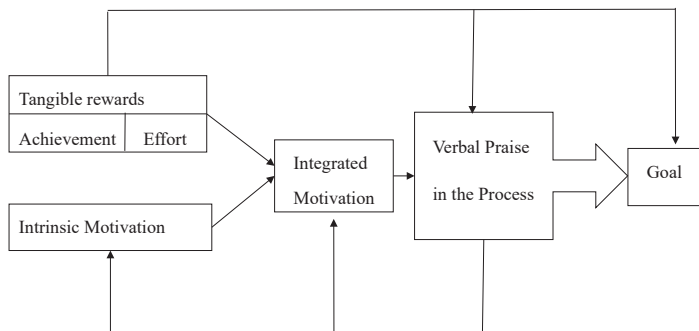 Tangible rewards
Achievement
Effort
Intrinsic Motivation
Integrated
Motivation
Verbal Praise
in the Process
Goal